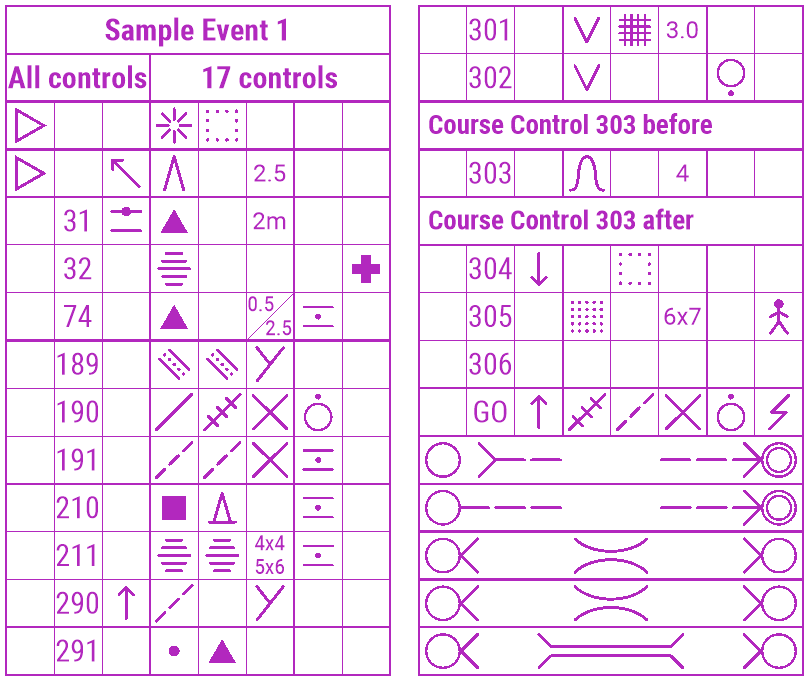 Sample Event 1
All controls 17 controls
2.5
31 2m
32
74 0.5/2.5
189
190
191
210
211 4x4
5x6
290
291
301 3.0
302
Course Control 303 before
303 4
Course Control 303 after
304
305 6x7
306
GO